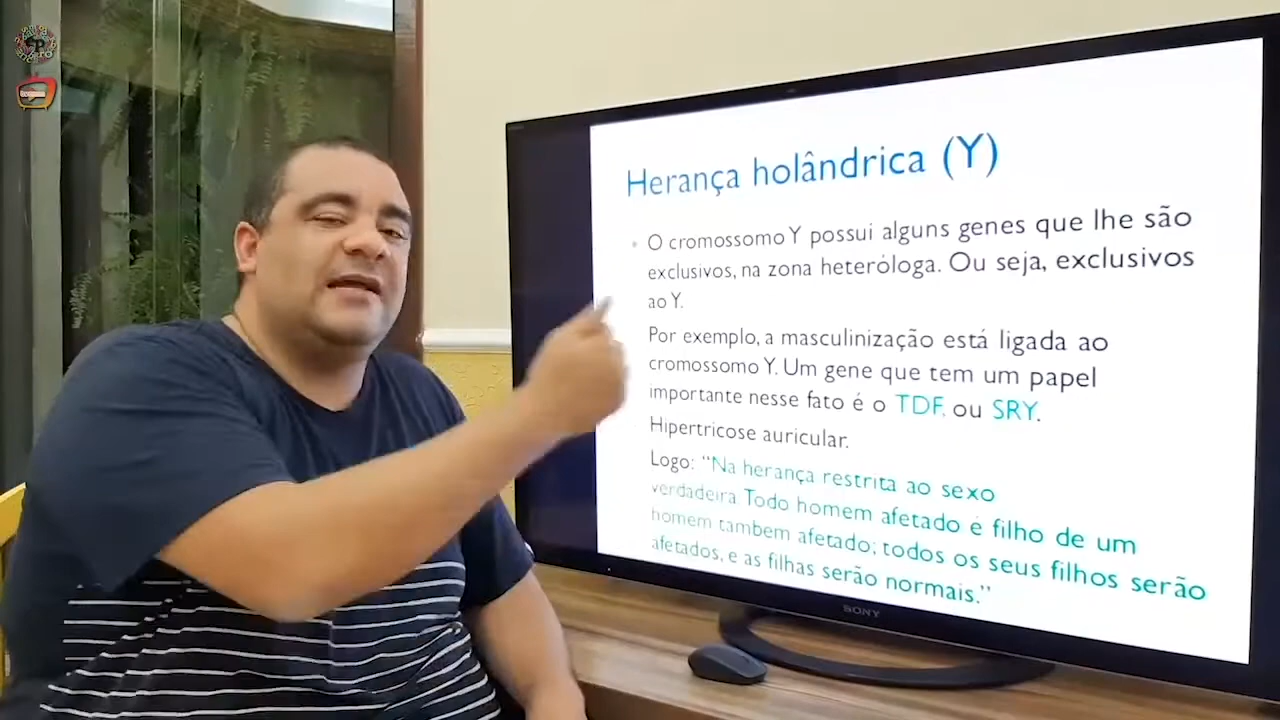 Herança holândrica (Y)
• O cromossomo Y possui alguns genes que lhe são
exclusivos, na zona heteróloga. Ou seja, exclusivos
ao Y.
Por exemplo, a masculinização está ligada ao
cromossomo Y. Um gene que tem um papel
importante nesse fato é o TDF, ou SRY.
Hipertricose auricular.
Logo: “Na herança restrita ao sexo
verdadeira Todo homem afetado é filho de um
homem tambem afetado; todos os seus filhos serão
afetados, e as filhas serão normais.”
SONY